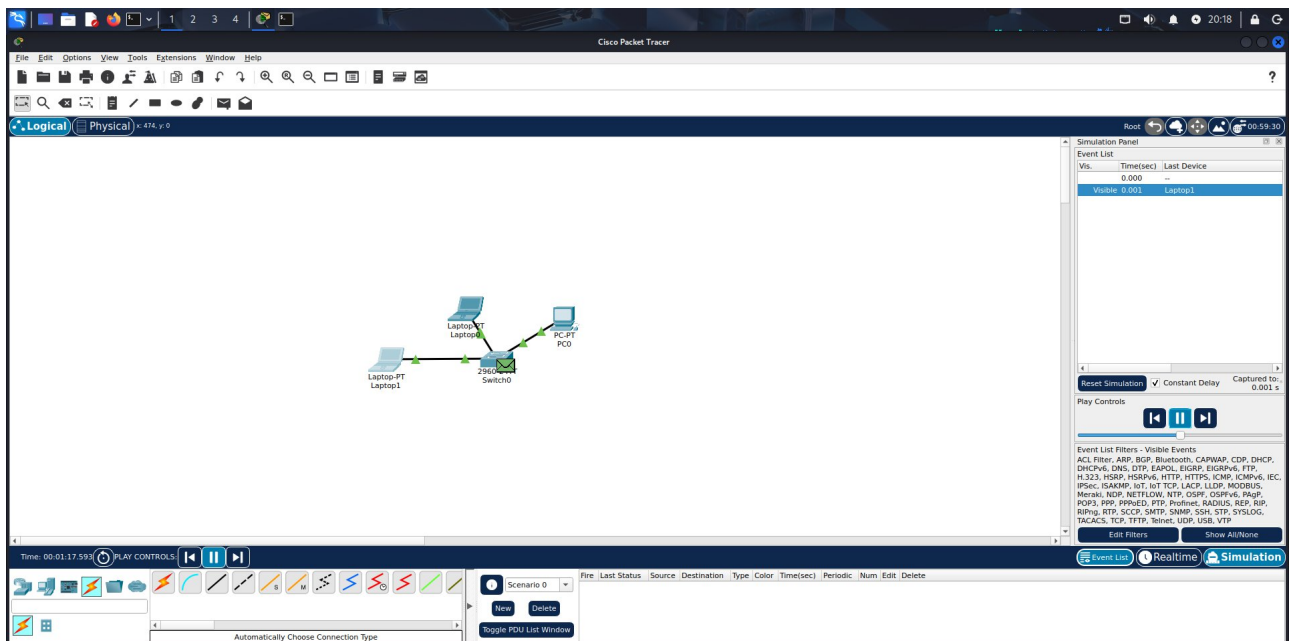 1 2 3 4
20:18
Cisco Packet Tracer
File Edit Options View Tools Extensions Window Help
?
Logical Physical x: 474, y: 0
Root 00:59:30
Simulation Panel
Event List
Vis. Time(sec) Last Device
0.000 --
Visible 0.001 Laptop1
Laptop-PT
Laptop0
PC-PT
PC0
Laptop-PT
Laptop1
Switch0
Reset Simulation Constant Delay Captured to:
0.001 s
Play Controls
Event List Filters - Visible Events
ACL Filter, ARP, BGP, Bluetooth, CAPWAP, CDP, DHCP,
DHCPv6, DNS, DTP, EAPOL, EIGRP, EIGRPv6, FTP,
H.323, HSRP, HSRPv6, HTTP, HTTPS, ICMP, ICMPv6, IEC,
IPSec, ISAKMP, IoT, IoT TCP, LACP, LLDP, MODBUS,
Meraki, NDP, NETFLOW, NTP, OSPF, OSPFv6, PAgP,
POP3, PPP, PPPoED, PTP, Profinet, RADIUS, REP, RIP,
RIPng, RTP, SCCP, SMTP, SNMP, SSH, STP, SYSLOG,
TACACS, TCP, TFTP, Telnet, UDP, USB, VTP
Edit Filters Show All/None
Time: 00:01:17.593 PLAY CONTROLS:
Event List Realtime Simulation
Scenario 0
New Delete
Toggle PDU List Window
Fire Last Status Source Destination Type Color Time(sec) Periodic Num Edit Delete
S M
Automatically Choose Connection Type